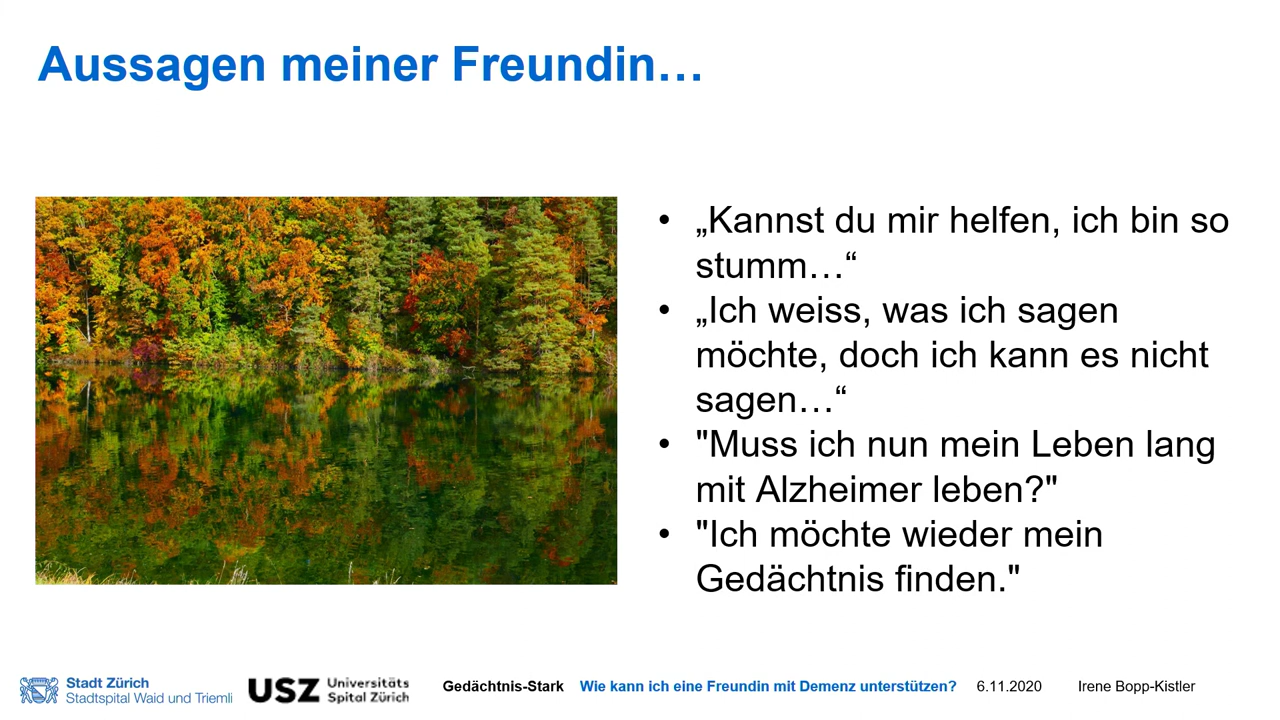 Aussagen meiner Freundin…
• „Kannst du mir helfen, ich bin so
stumm…“
• „Ich weiss, was ich sagen
möchte, doch ich kann es nicht
sagen…“
• "Muss ich nun mein Leben lang
mit Alzheimer leben?"
• "Ich möchte wieder mein
Gedächtnis finden."
Stadt Zürich
Stadtspital Waid und Triemli
USZ Universitäts
Spital Zürich
Gedächtnis-Stark Wie kann ich eine Freundin mit Demenz unterstützen? 6.11.2020 Irene Bopp-Kistler